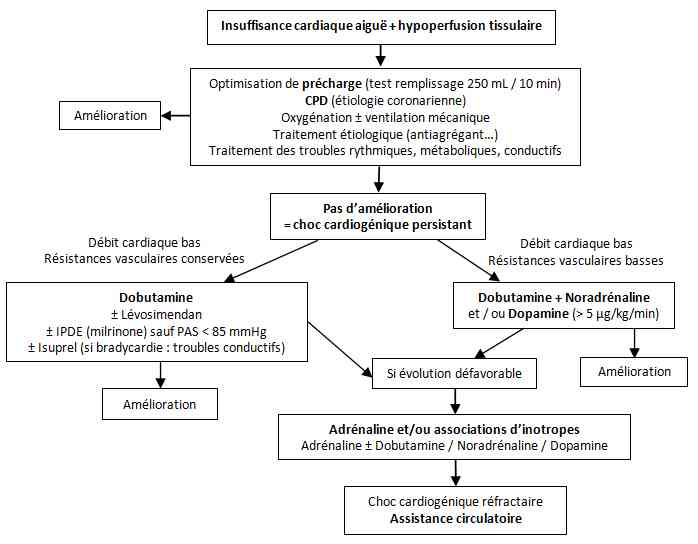 Insuffisance cardiaque aiguë + hypoperfusion tissulaire
Optimisation de précharge (test remplissage 250 mL / 10 min)
CPD (étiologie coronarienne)
Oxygénation ± ventilation mécanique
Traitement étiologique (antiagrégant…)
Traitement des troubles rythmiques, métaboliques, conductifs
Amélioration
Pas d’amélioration
= choc cardiogénique persistant
Débit cardiaque bas
Résistances vasculaires conservées
Débit cardiaque bas
Résistances vasculaires basses
Dobutamine
± Lévosimendan
± IPDE (milrinone) sauf PAS < 85 mmHg
± Isuprel (si bradycardie : troubles conductifs)
Dobutamine + Noradrénaline
et / ou Dopamine (> 5 µg/kg/min)
Si évolution défavorable
Amélioration
Amélioration
Adrénaline et/ou associations d’inotropes
Adrénaline ± Dobutamine / Noradrénaline / Dopamine
Choc cardiogénique réfractaire
Assistance circulatoire